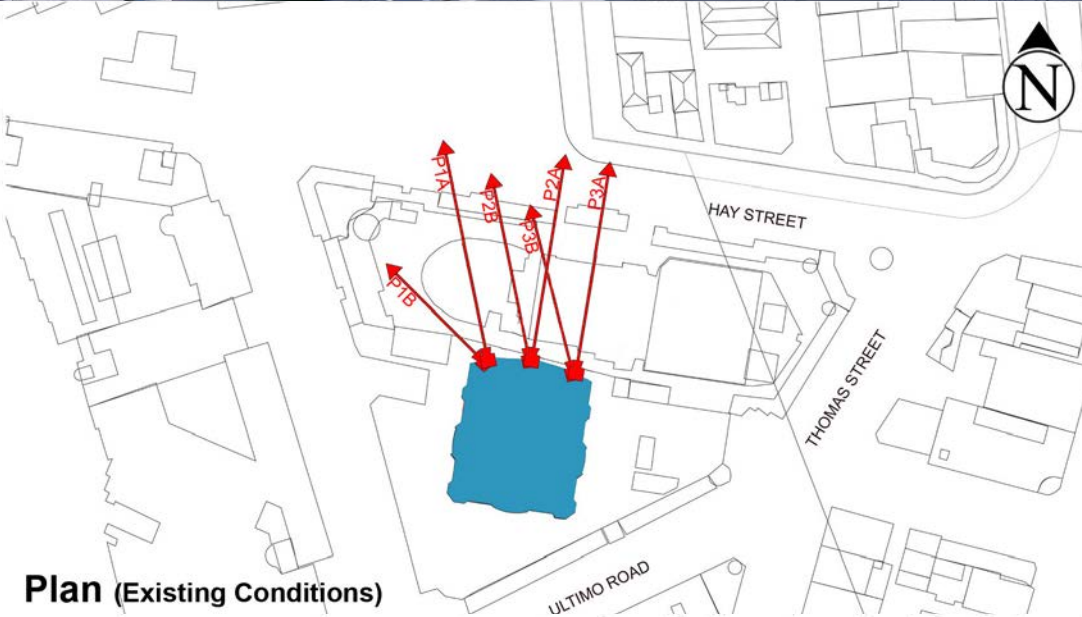 N
P1A
P2B
P2A
P3A
P3B
P1B
HAY STREET
THOMAS STREET
ULTIMO ROAD
Plan (Existing Conditions)